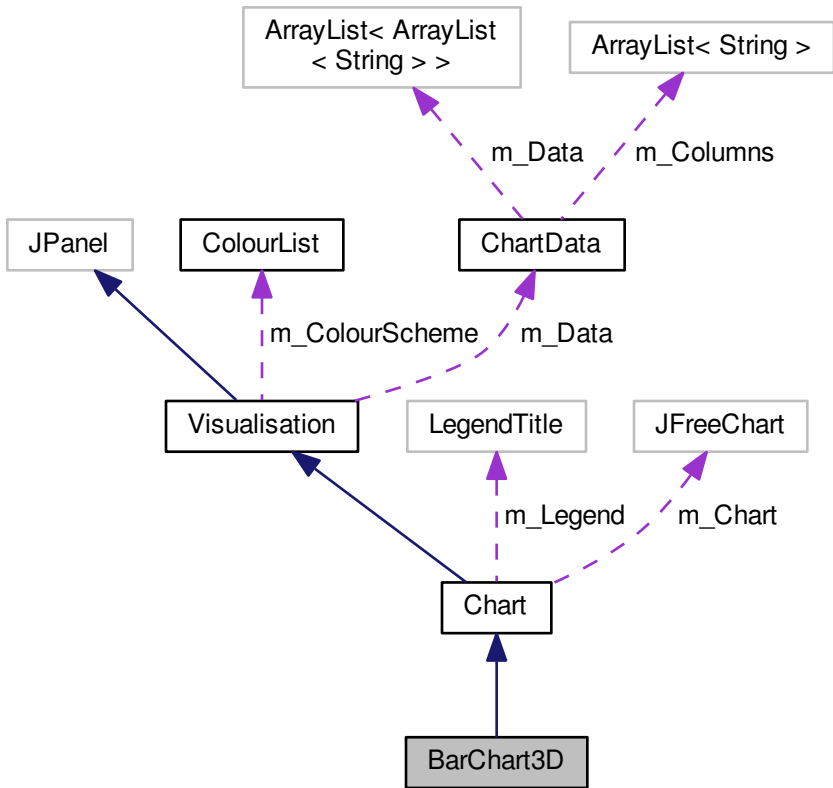 ArrayList< ArrayList
< String > >
ArrayList< String >
m_Data
m_Columns
JPanel
ColourList
ChartData
m_ColourScheme
m_Data
Visualisation
LegendTitle
JFreeChart
m_Legend
m_Chart
Chart
BarChart3D